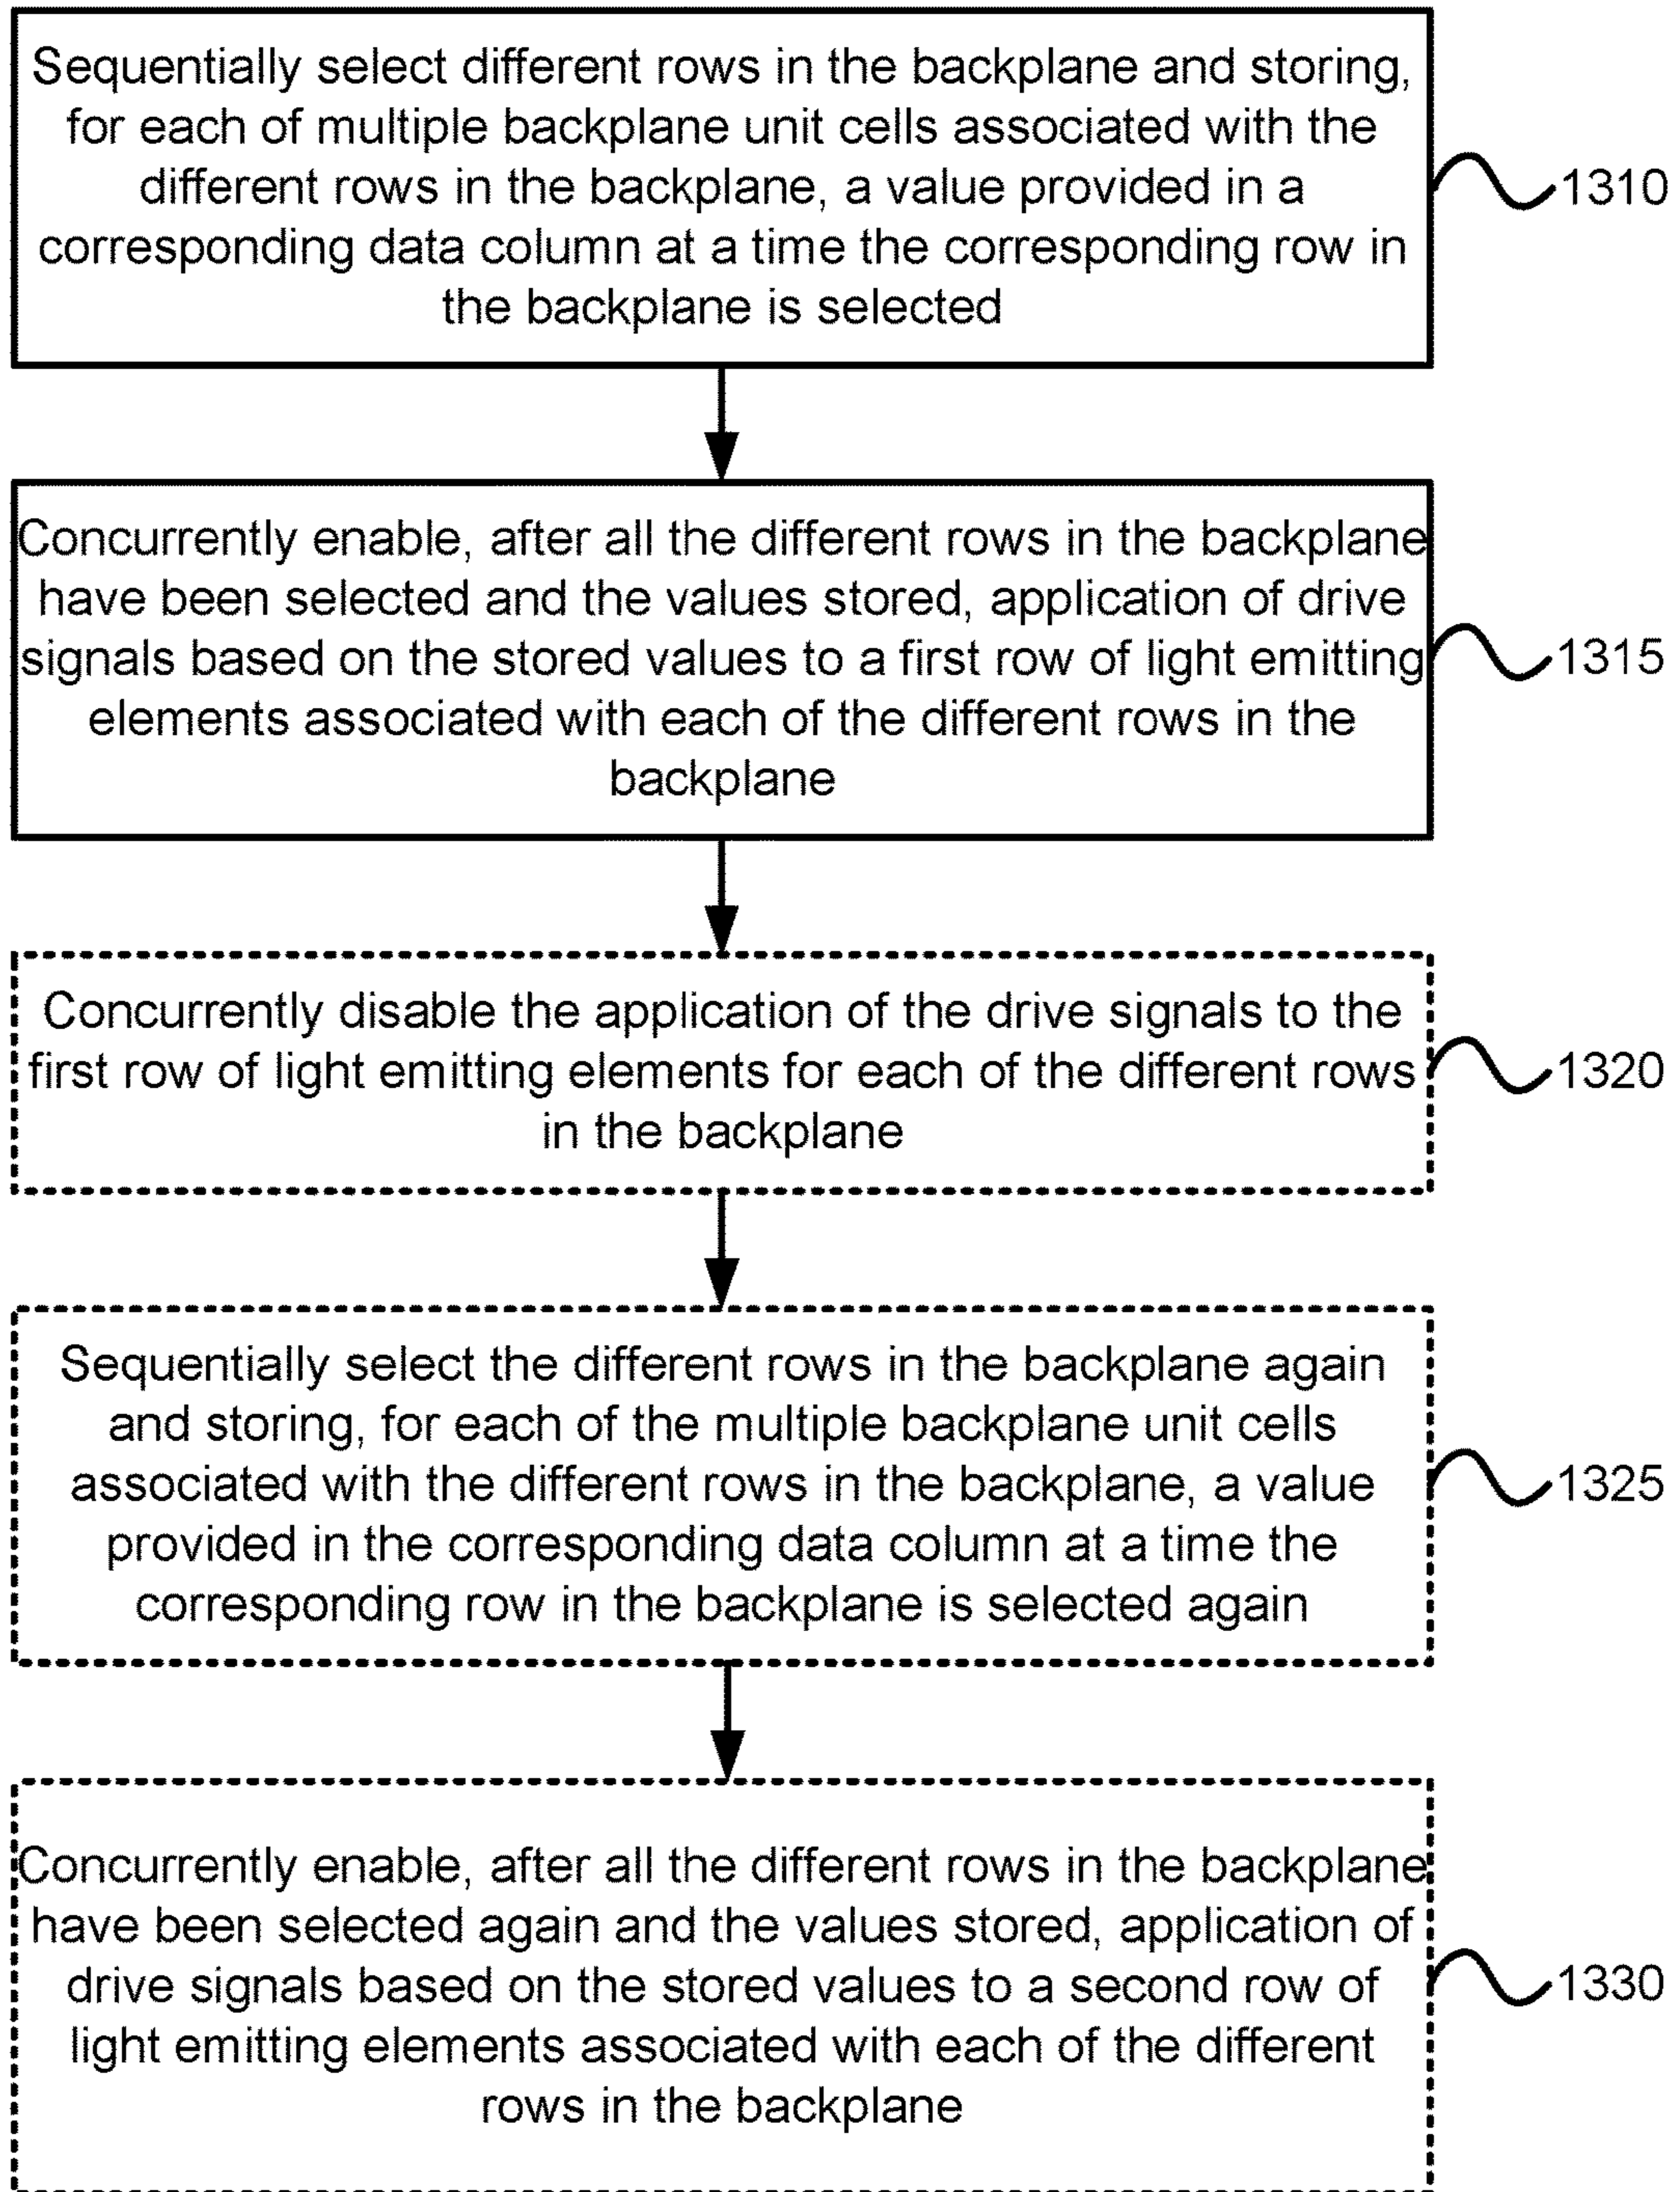 Sequentially select different rows in the backplane and storing,
for each of multiple backplane unit cells associated with the
different rows in the backplane, a value provided in a
corresponding data column at a time the corresponding row in
the backplane is selected
1310
Concurrently enable, after all the different rows in the backplane
have been selected and the values stored, application of drive
signals based on the stored values to a first row of light emitting
elements associated with each of the different rows in the
backplane
1315
Concurrently disable the application of the drive signals to the
first row of light emitting elements for each of the different rows
in the backplane
1320
Sequentially select the different rows in the backplane again
and storing, for each of the multiple backplane unit cells
associated with the different rows in the backplane, a value
provided in the corresponding data column at a time the
corresponding row in the backplane is selected again
1325
Concurrently enable, after all the different rows in the backplane
have been selected again and the values stored, application of
drive signals based on the stored values to a second row of
light emitting elements associated with each of the different
rows in the backplane
1330